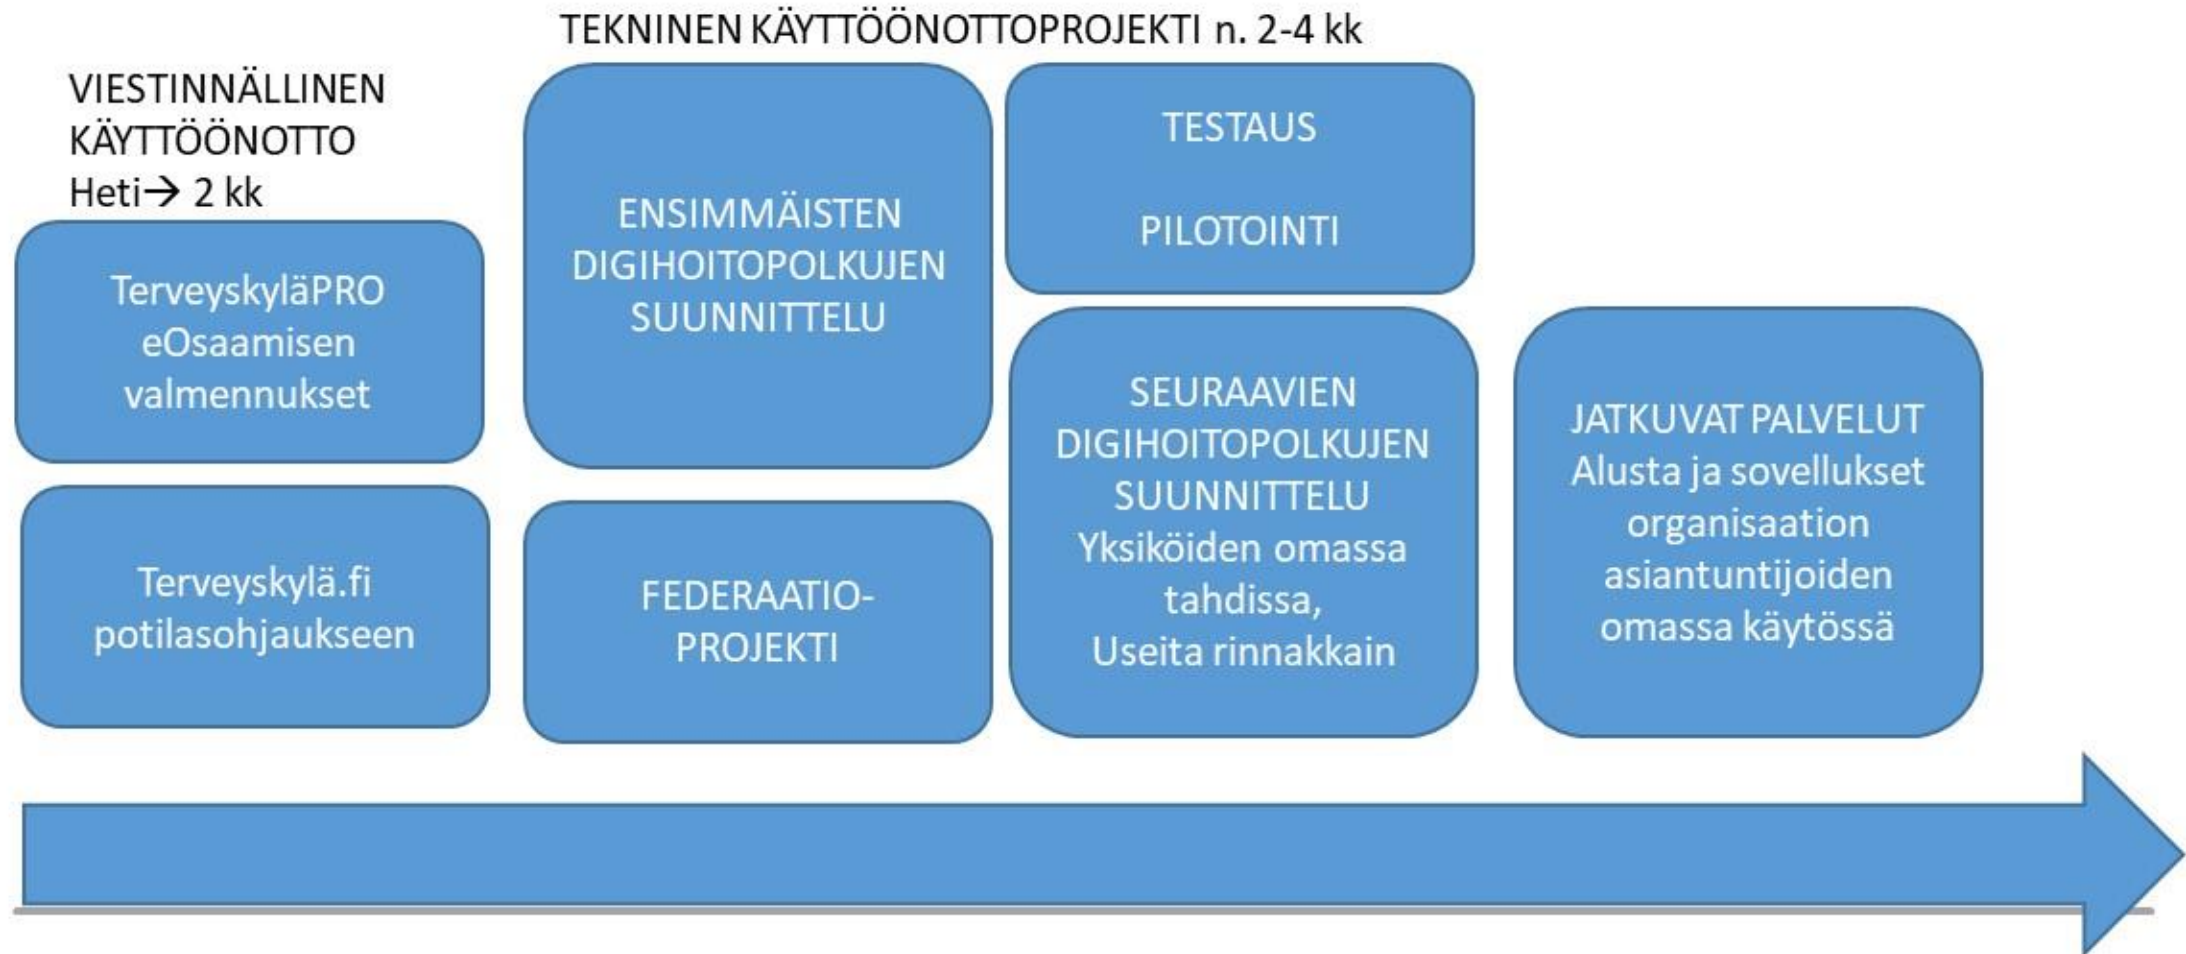 TEKNINEN KÄYTTÖÖNOTTOPROJEKTI n. 2-4 kk
VIESTINNÄLLINEN
KÄYTTÖÖNOTTO
Heti→ 2 kk
TerveyskyläPRO
eOsaamisen
valmennukset
Terveyskylä.fi
potilasohjaukseen
ENSIMMÄISTEN
DIGIHOITOPOLKUJEN
SUUNNITTELU
FEDERAATIO-
PROJEKTI
TESTAUS
PILOTOINTI
SEURAAVIEN
DIGIHOITOPOLKUJEN
SUUNNITTELU
Yksiköiden omassa
tahdissa,
Useita rinnakkain
JATKUVAT PALVELUT
Alusta ja sovellukset
organisaation
asiantuntijoiden
omassa käytössä